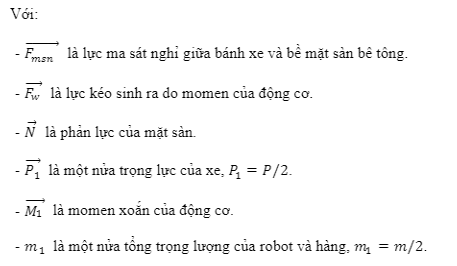 Với:
- $\overrightarrow{F_{msn}}$ là lực ma sát nghỉ giữa bánh xe và bề mặt sàn bê tông.
- $\overrightarrow{F_w}$ là lực kéo sinh ra do momen của động cơ.
- $\overrightarrow{N}$ là phản lực của mặt sàn.
- $\overrightarrow{P_1}$ là một nửa trọng lực của xe, $P_1 = P/2$.
- $\overrightarrow{M_1}$ là momen xoắn của động cơ.
- $m_1$ là một nửa tổng trọng lượng của robot và hàng, $m_1 = m/2$.